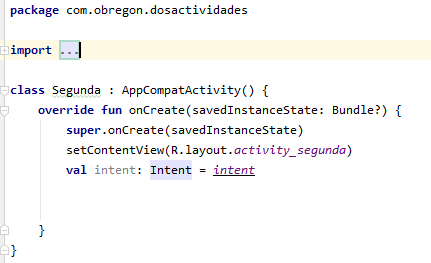 package com.obregon.dosactividades
import ...
class Segunda : AppCompatActivity() {
override fun onCreate(savedInstanceState: Bundle?) {
super.onCreate(savedInstanceState)
setContentView(R.layout.activity_segunda)
val intent: Intent = intent
}
}